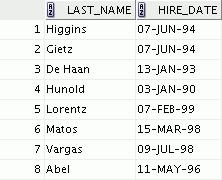 LAST_NAME HIRE_DATE
1 Higgins 07-JUN-94
2 Gietz 07-JUN-94
3 De Haan 13-JAN-93
4 Hunold 03-JAN-90
5 Lorentz 07-FEB-99
6 Matos 15-MAR-98
7 Vargas 09-JUL-98
8 Abel 11-MAY-96